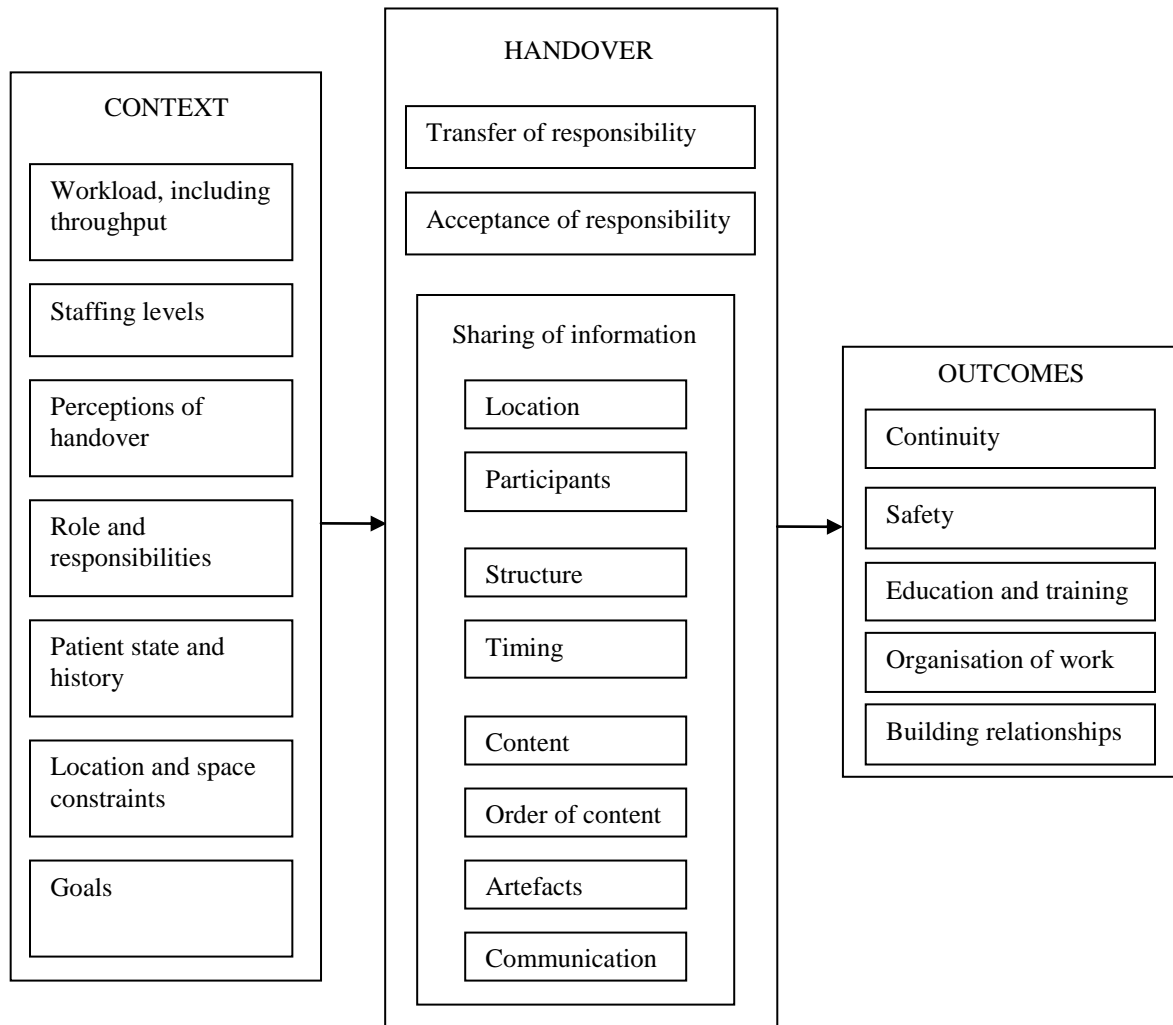 CONTEXT
Workload, including
throughput
Staffing levels
Perceptions of
handover
Role and
responsibilities
Patient state and
history
Location and space
constraints
Goals
HANDOVER
Transfer of responsibility
Acceptance of responsibility
Sharing of information
Location
Participants
Structure
Timing
Content
Order of content
Artefacts
Communication
OUTCOMES
Continuity
Safety
Education and training
Organisation of work
Building relationships